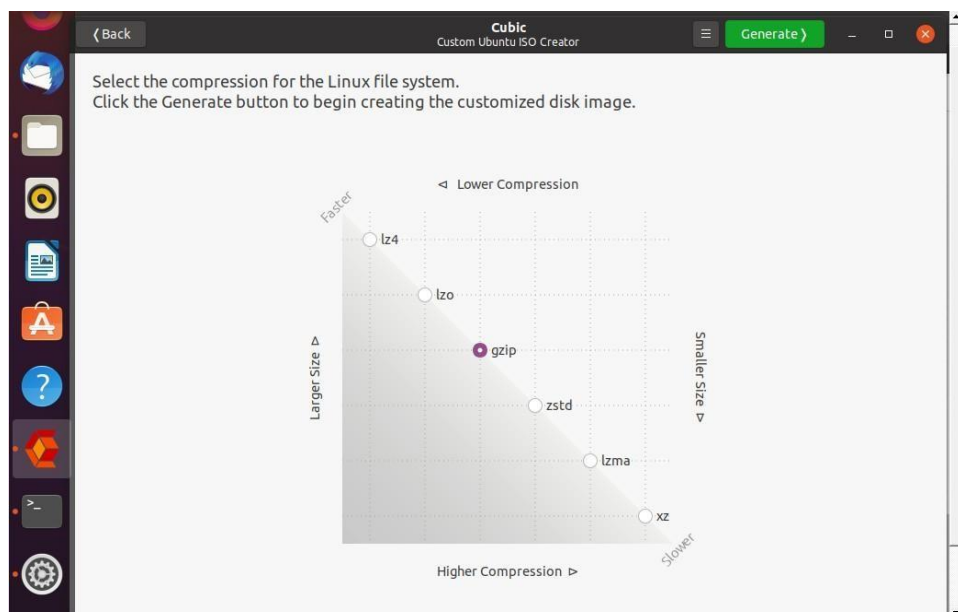 ❬Back
Cubic
Custom Ubuntu ISO Creator
Generate❭
Select the compression for the Linux file system.
Click the Generate button to begin creating the customized disk image.
⊲ Lower Compression
Faster
lz4
lzo
gzip
zstd
lzma
xz
Larger Size ⊳
Smaller Size ⊳
Slower
Higher Compression ⊳